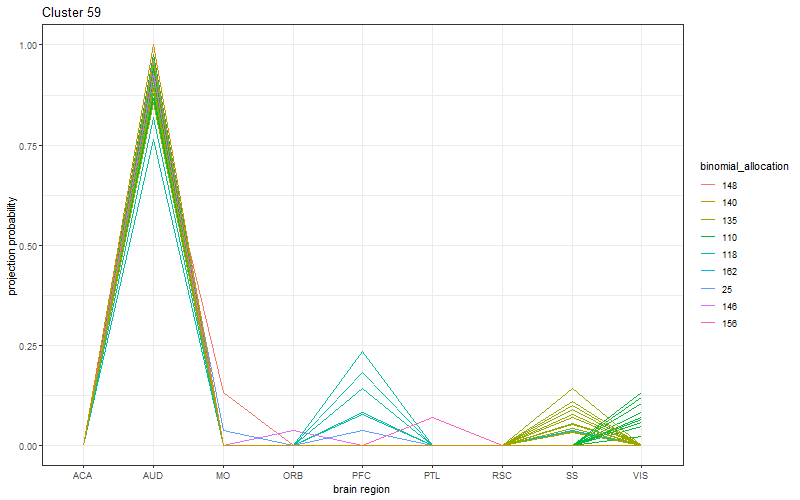 Cluster 59
1.00
0.75
0.50
0.25
0.00
projection probability
ACA AUD MO ORB PFC PTL RSC SS VIS
brain region
binomial_allocation
148
140
135
110
118
162
25
146
156